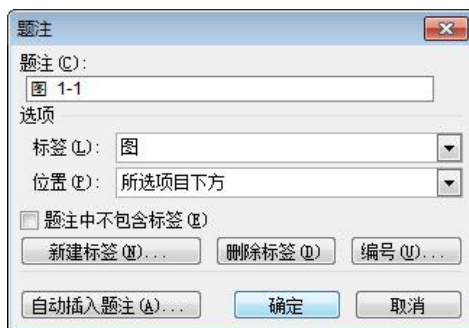 题注
题注(C):
图 1-1
选项
标签(L): 图
位置(P): 所选项目下方
题注中不包含标签(E)
新建标签(N)... 删除标签(D) 编号(U)...
自动插入题注(A)... 确定 取消